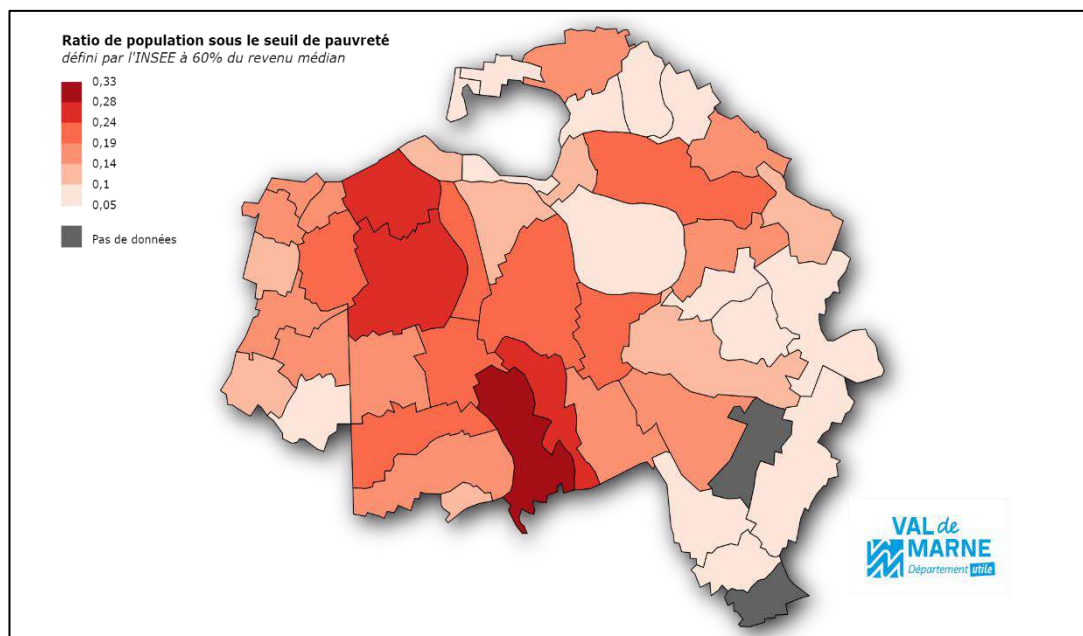 Ratio de population sous le seuil de pauvreté
défini par l'INSEE à 60% du revenu médian
0,33
0,28
0,24
0,19
0,14
0,1
0,05
Pas de données
VAL de
MARNE
Département utile